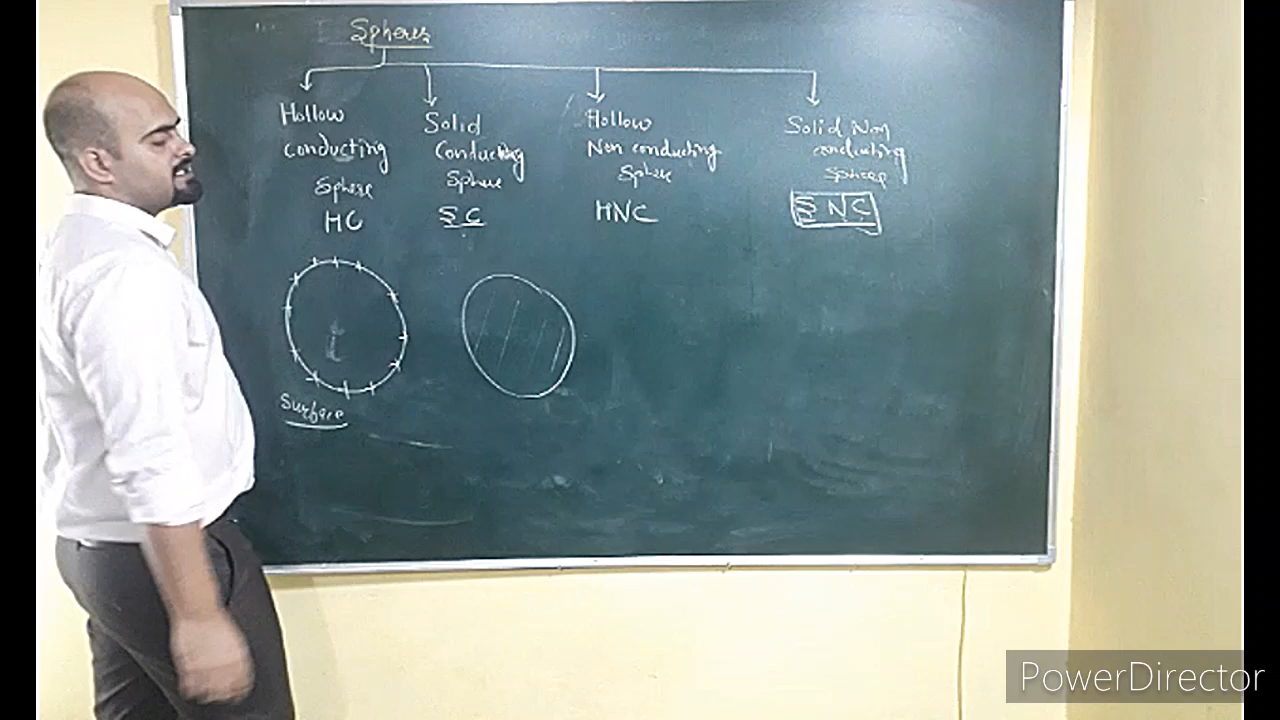 Spheres
Hollow
conducting
Sphere
HC
Solid
Conducting
Sphere
SC
Hollow
Non conducting
Sphere
HNC
Solid Non
conducting
Sphere
SNC
Surface
PowerDirector